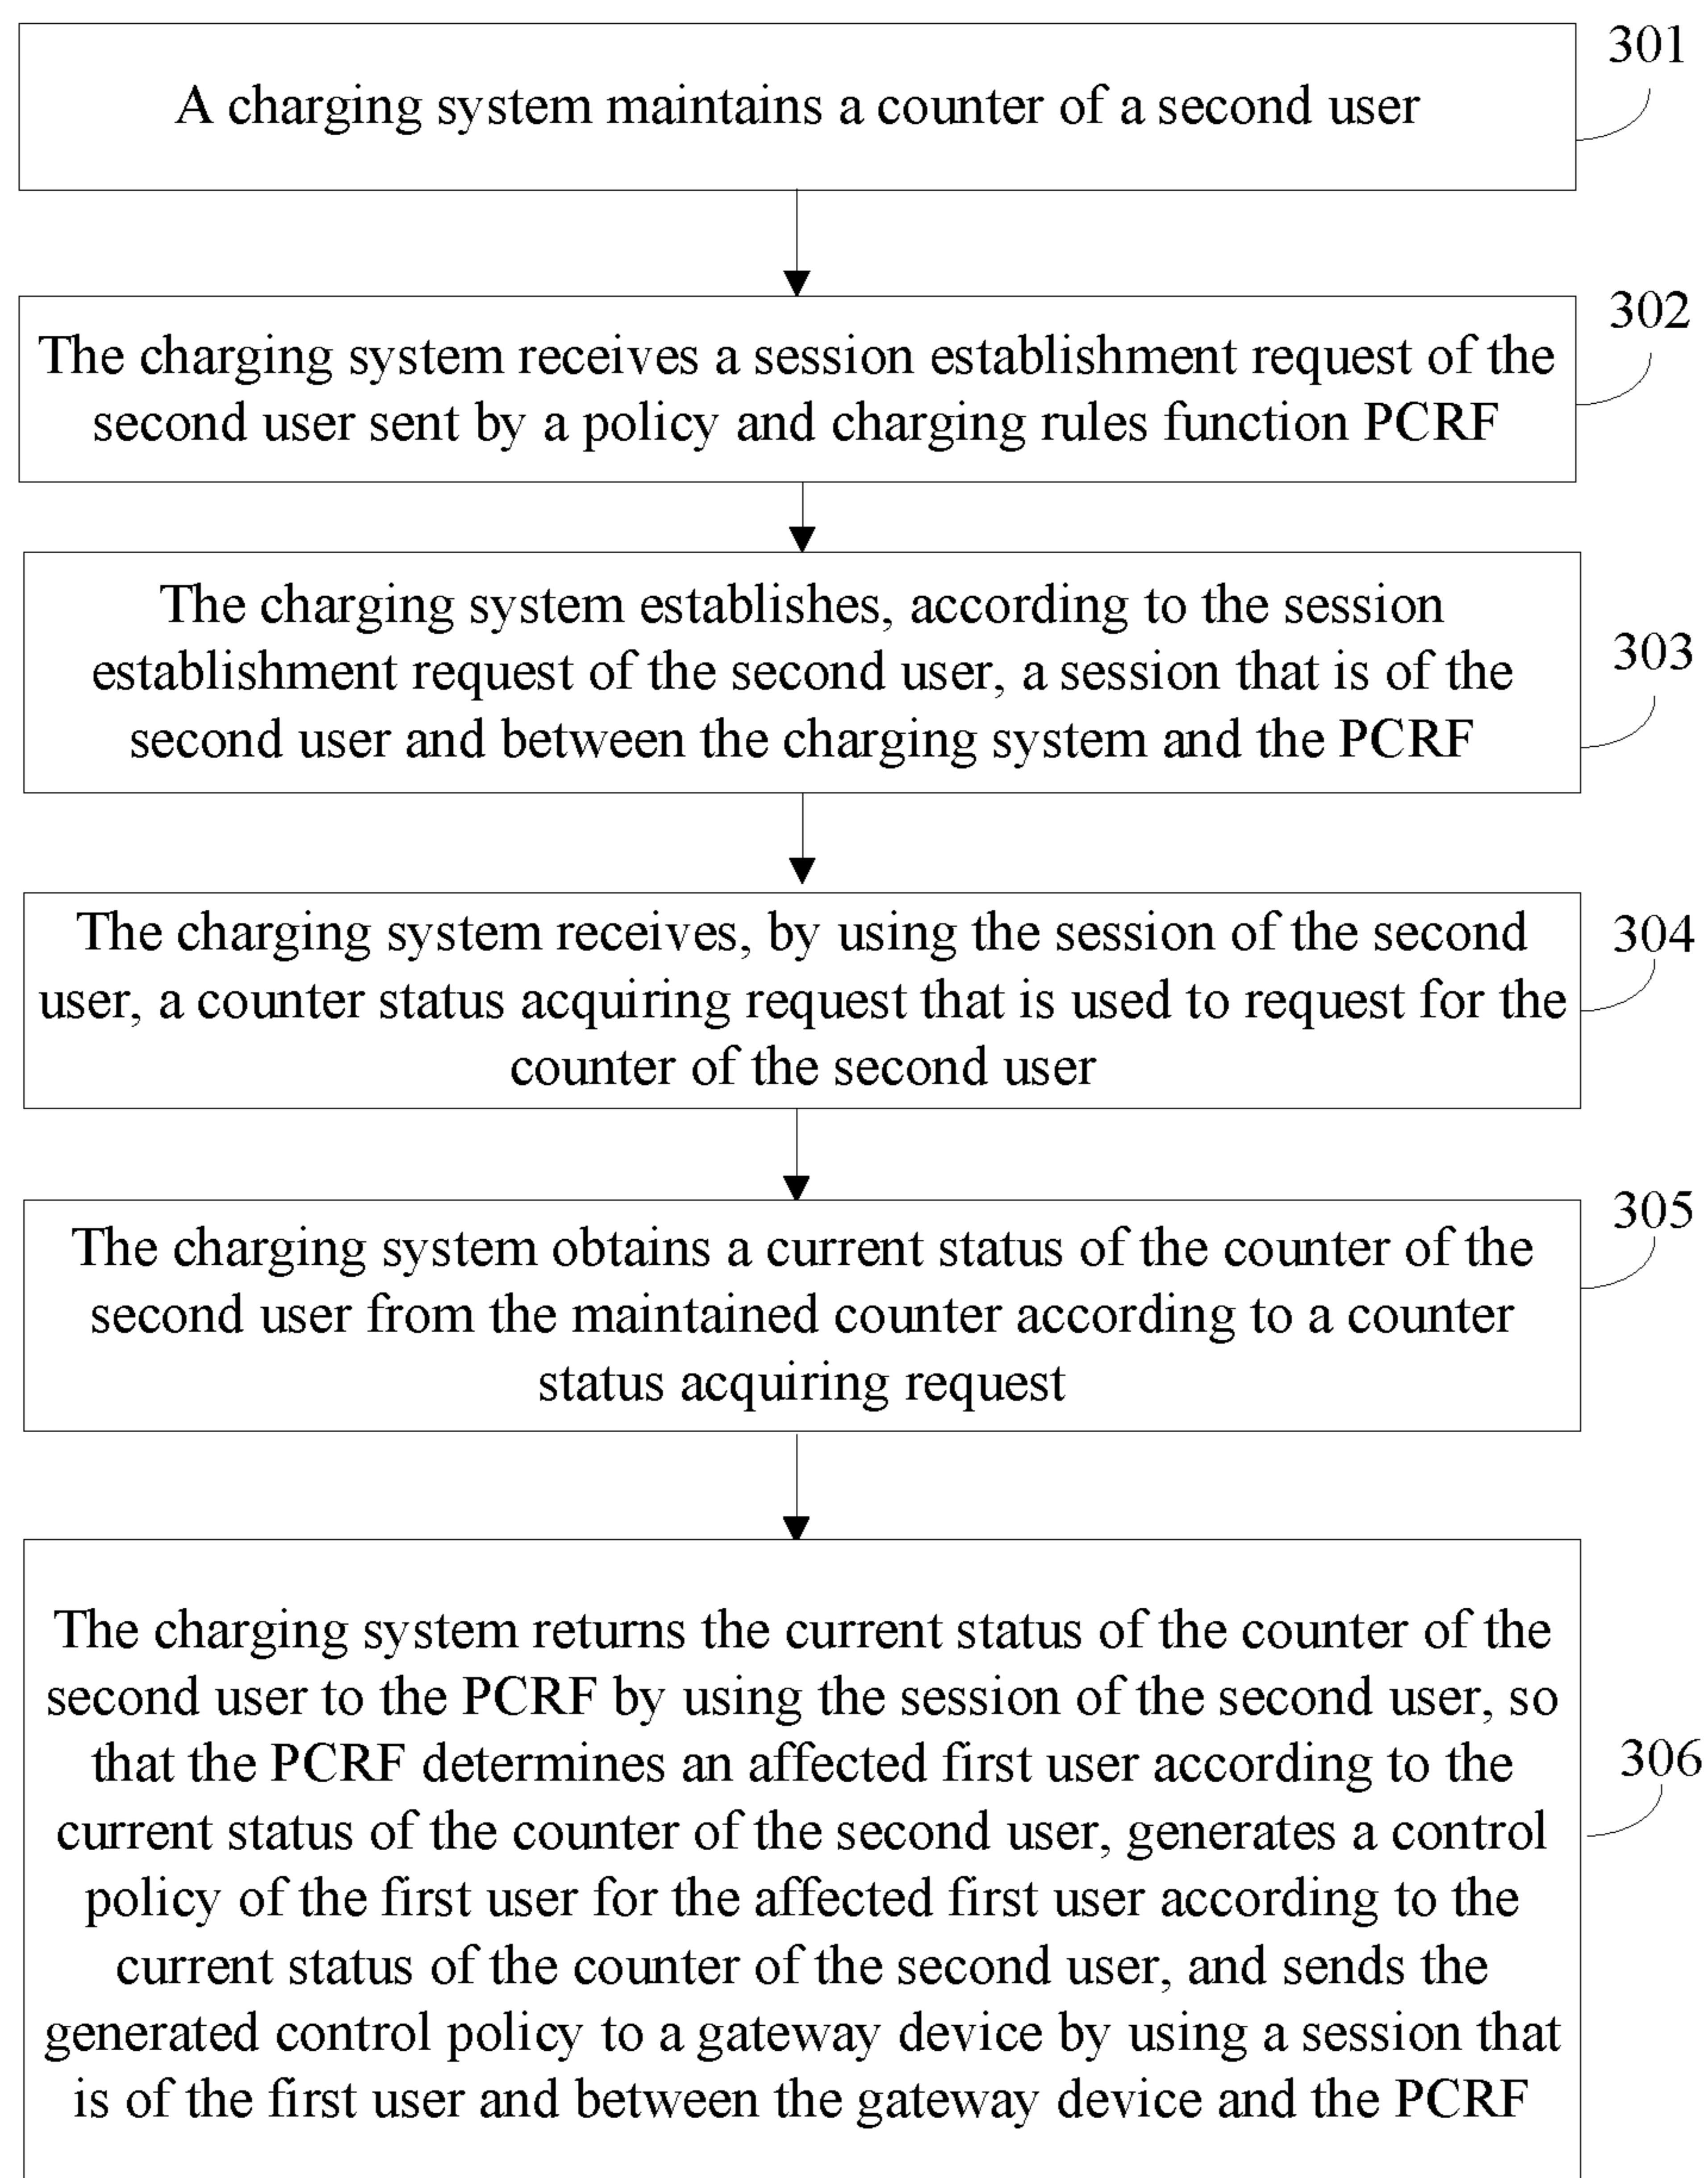 301
A charging system maintains a counter of a second user
302
The charging system receives a session establishment request of the
second user sent by a policy and charging rules function PCRF
The charging system establishes, according to the session
establishment request of the second user, a session that is of the
second user and between the charging system and the PCRF
303
The charging system receives, by using the session of the second
user, a counter status acquiring request that is used to request for the
counter of the second user
304
The charging system obtains a current status of the counter of the
second user from the maintained counter according to a counter
status acquiring request
305
The charging system returns the current status of the counter of the
second user to the PCRF by using the session of the second user, so
that the PCRF determines an affected first user according to the
current status of the counter of the second user, generates a control
policy of the first user for the affected first user according to the
current status of the counter of the second user, and sends the
generated control policy to a gateway device by using a session that
is of the first user and between the gateway device and the PCRF
306